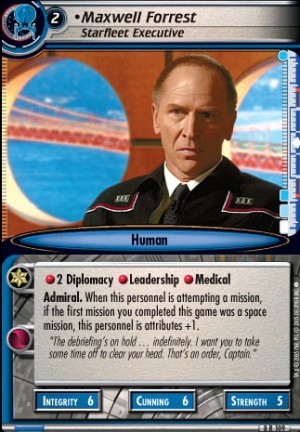 2
•Maxwell Forrest
Starfleet Executive
Human
2 Diplomacy Leadership Medical
Admiral. When this personnel is attempting a mission,
if the first mission you completed this game was a space
mission, this personnel is attributes +1.
"The debriefing's on hold ... indefinitely. I want you to take
some time off to clear your head. That's an order, Captain."
INTEGRITY 6 CUNNING 6 STRENGTH 5